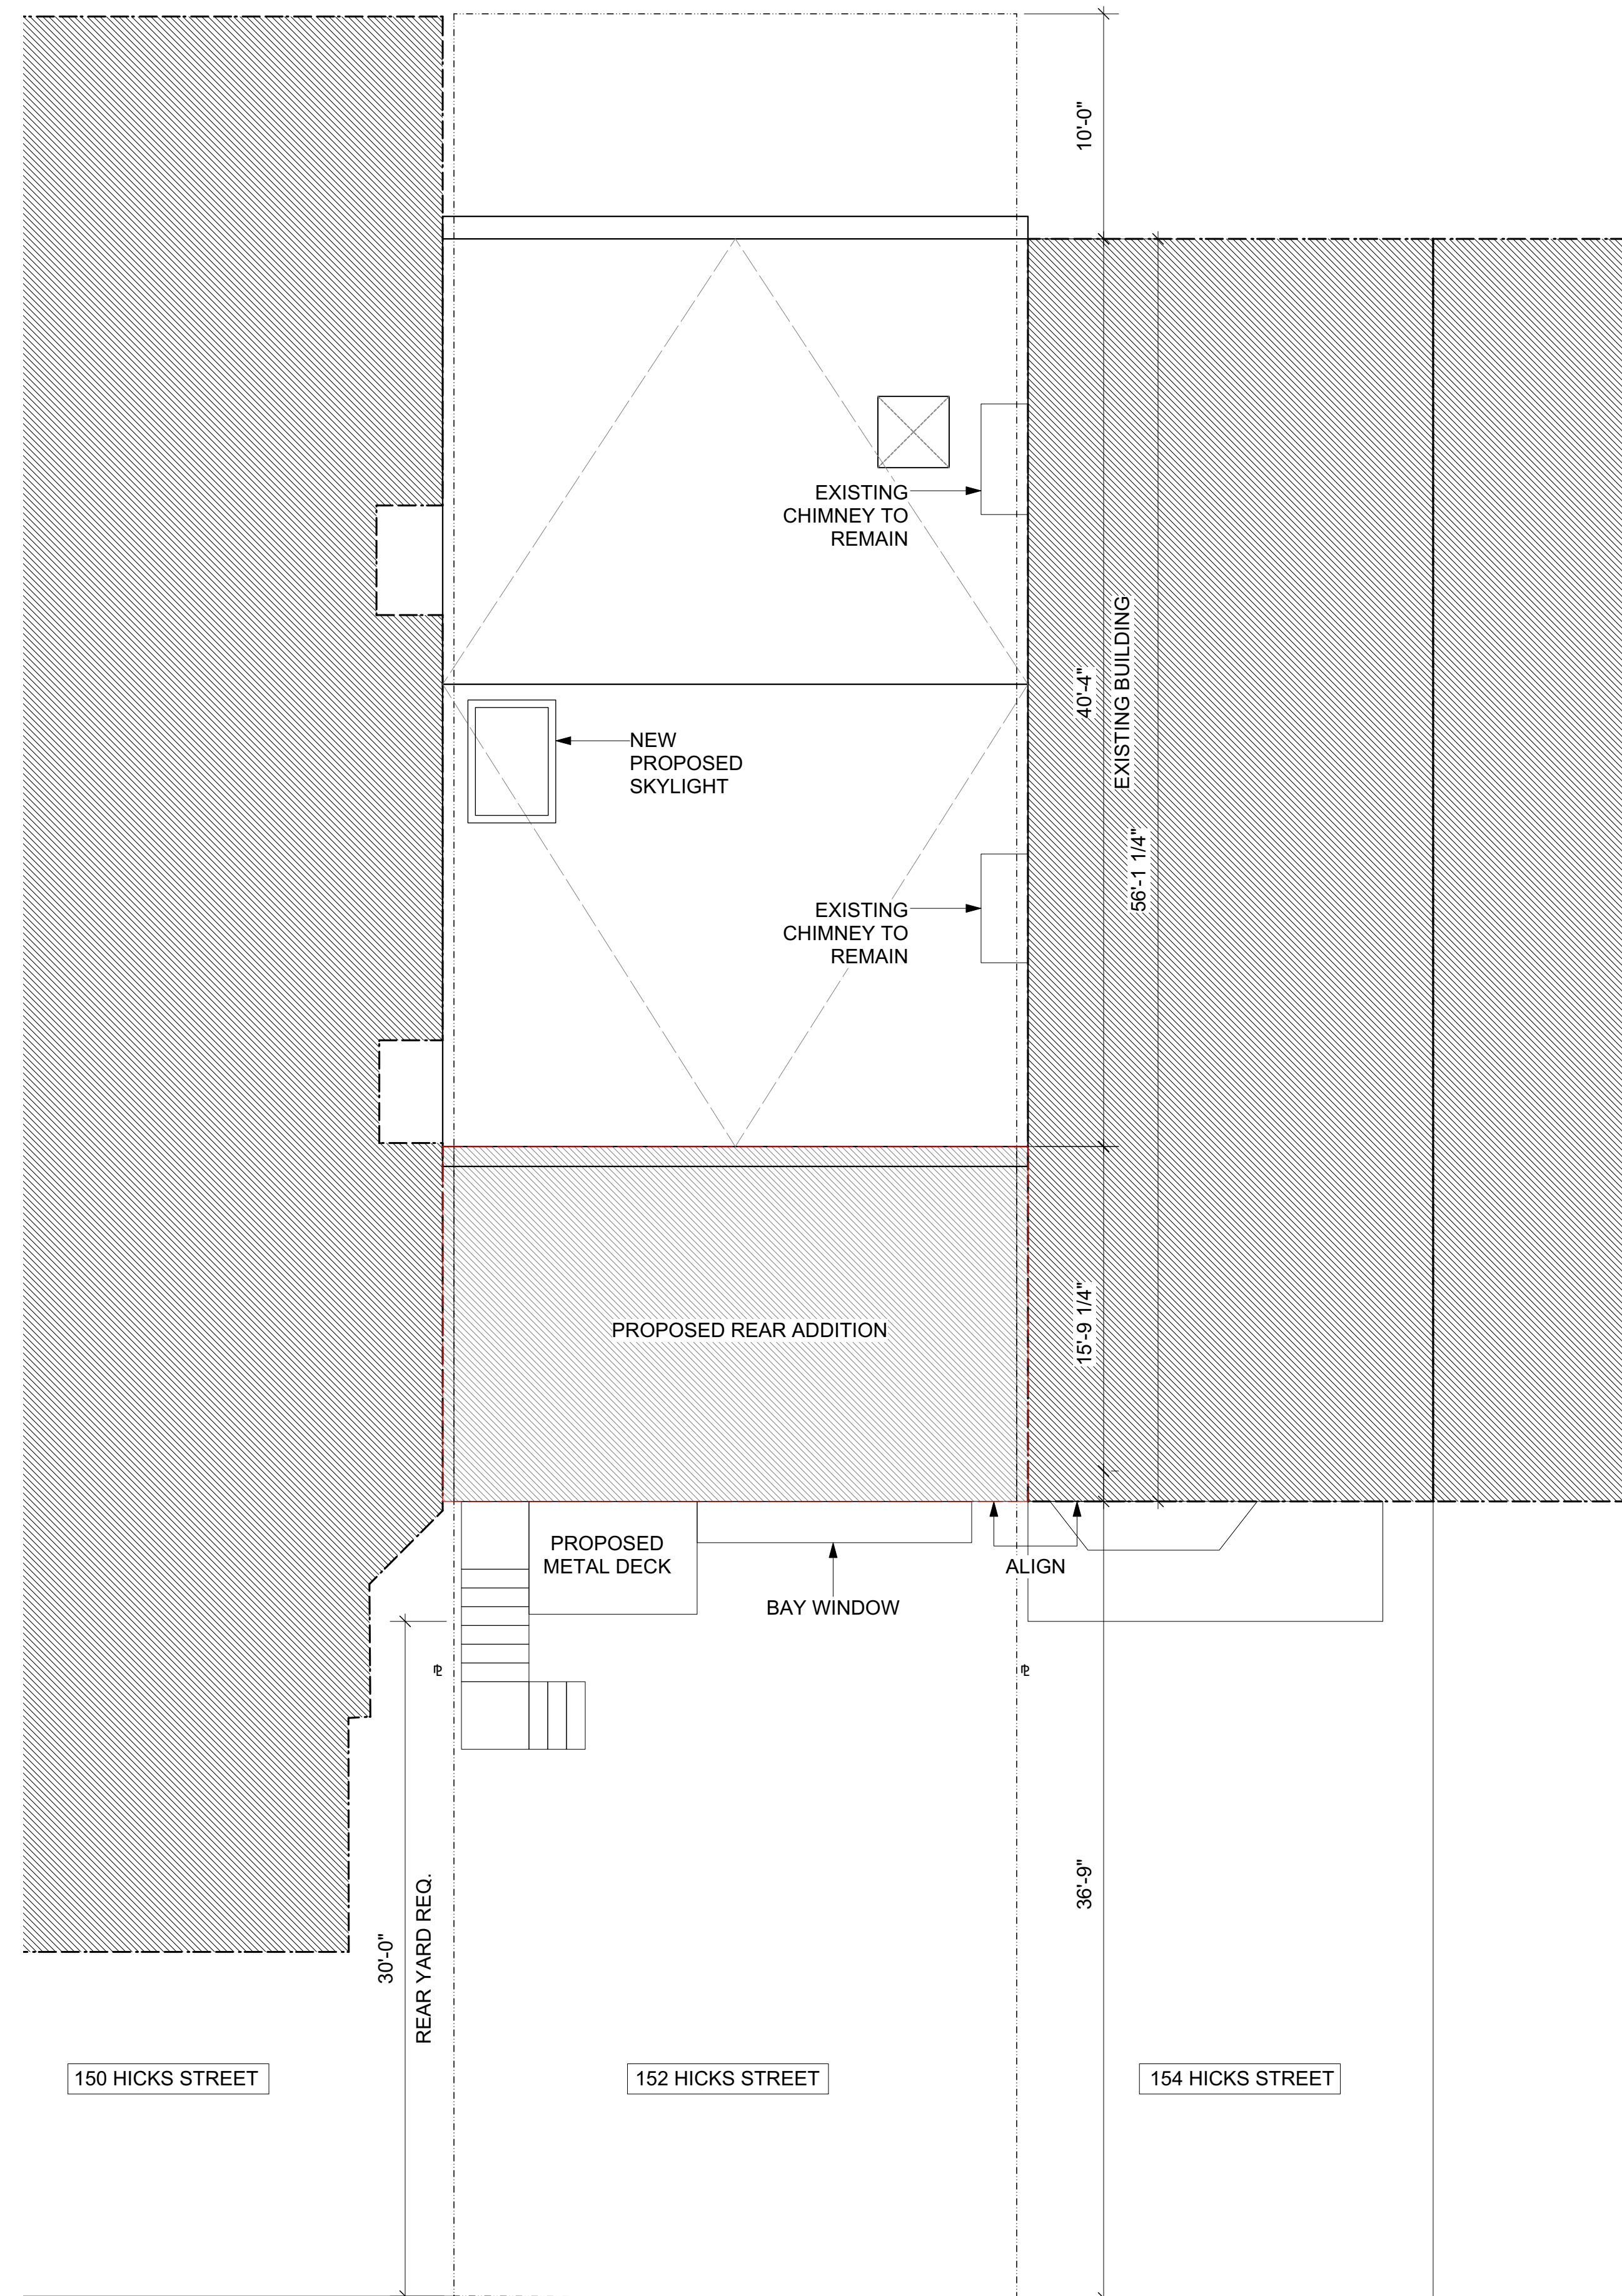 10'-0"
EXISTING
CHIMNEY TO
REMAIN
40'-4"
EXISTING BUILDING
NEW
PROPOSED
SKYLIGHT
56'-1 1/4"
EXISTING
CHIMNEY TO
REMAIN
15'-9 1/4"
PROPOSED REAR ADDITION
PROPOSED
METAL DECK
ALIGN
BAY WINDOW
PL
PL
36'-9"
30'-0"
REAR YARD REQ.
150 HICKS STREET
152 HICKS STREET
154 HICKS STREET